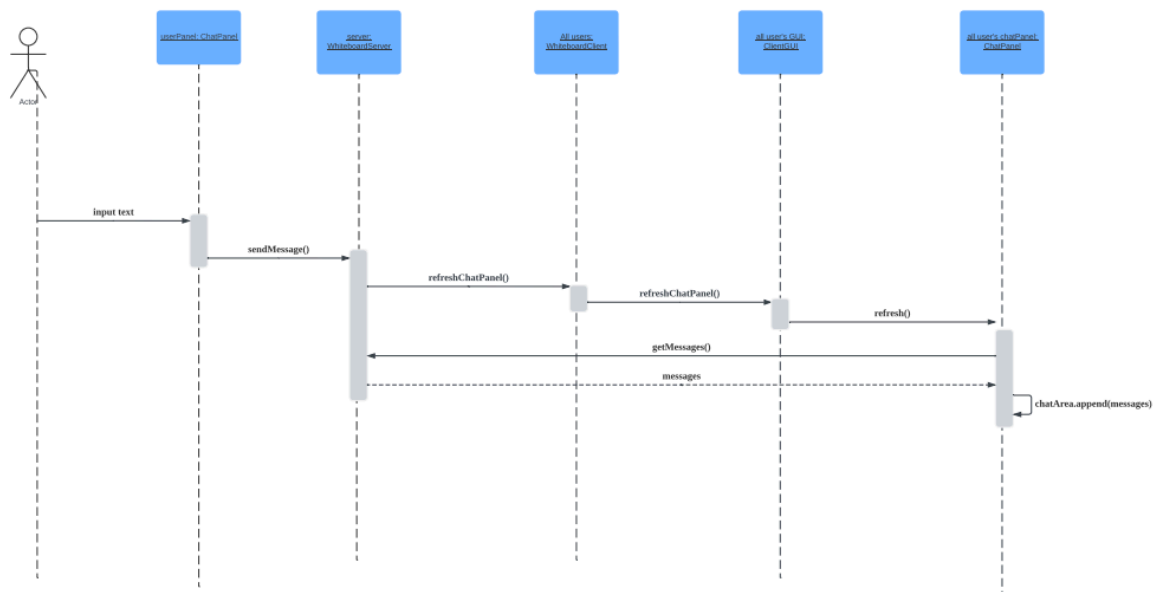 userPanel: ChatPanel
server:
WhiteboardServer
All users:
WhiteboardClient
all user's GUI:
ClientGUI
all user's chatPanel:
ChatPanel
Actor
input text
sendMessage()
refreshChatPanel()
refreshChatPanel()
refresh()
getMessages()
messages
chatArea.append(messages)